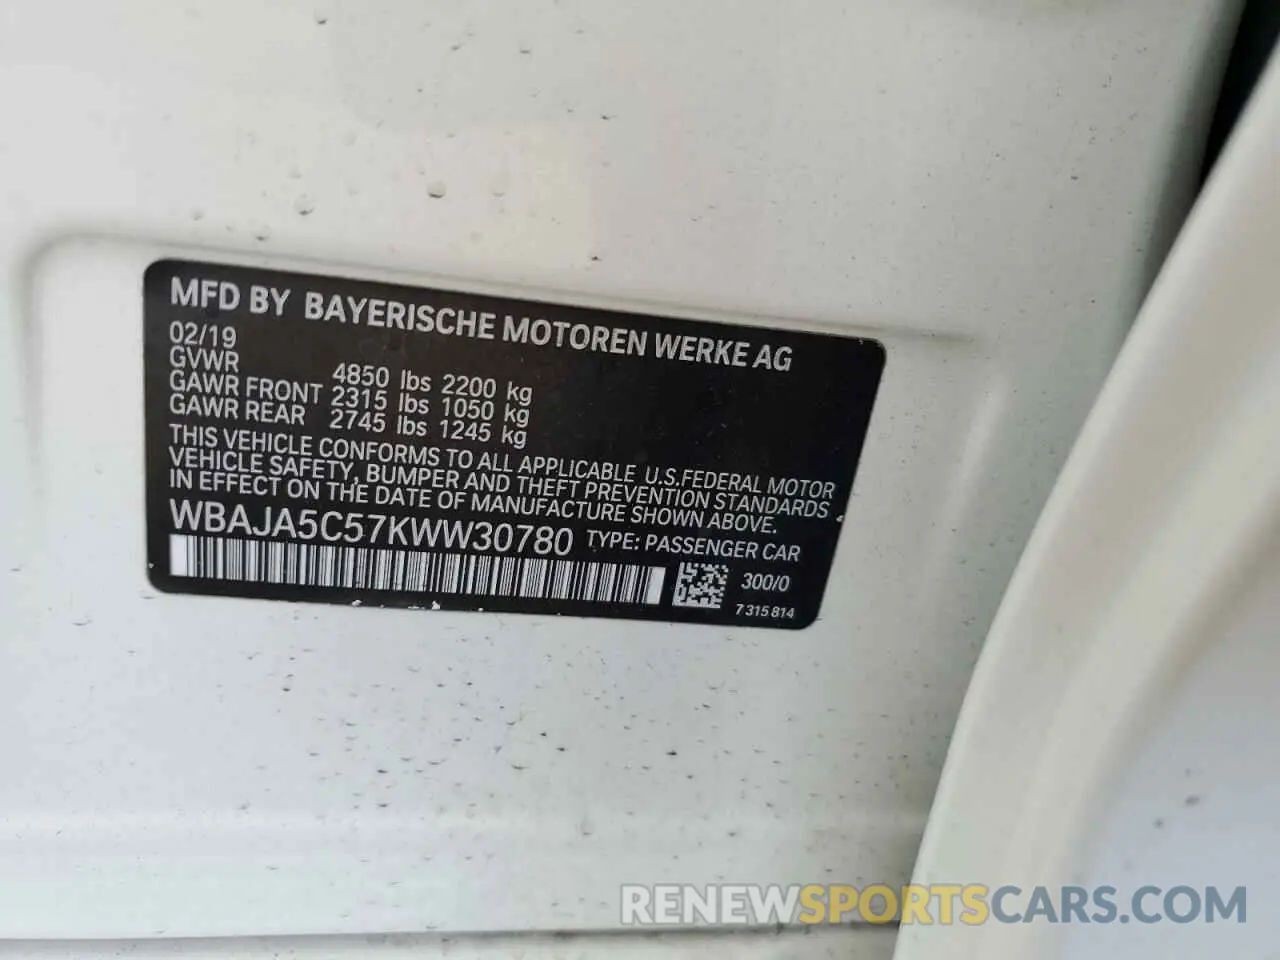 MFD BY BAYERISCHE MOTOREN WERKE AG
02/19
GVWR 4850 lbs 2200 kg
GAWR FRONT 2315 lbs 1050 kg
GAWR REAR 2745 lbs 1245 kg
THIS VEHICLE CONFORMS TO ALL APPLICABLE U.S.FEDERAL MOTOR
VEHICLE SAFETY, BUMPER AND THEFT PREVENTION STANDARDS
IN EFFECT ON THE DATE OF MANUFACTURE SHOWN ABOVE.
WBAJA5C57KWW30780 TYPE: PASSENGER CAR
300/0
7 315 814
RENEWSPORTSCARS.COM